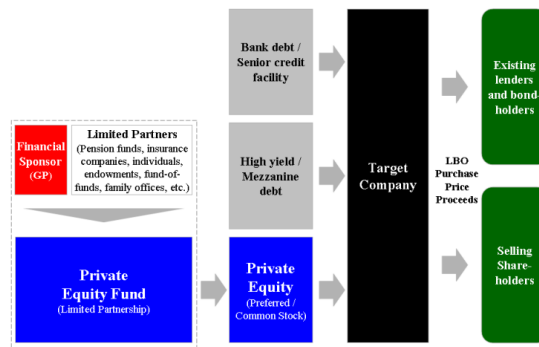 Bank debt /
Senior credit
facility
Existing
lenders
and bond-
holders
Financial
Sponsor
(GP)
Limited Partners
(Pension funds, insurance
companies, individuals,
endowments, fund-of-
funds, family offices, etc.)
High yield /
Mezzanine
debt
Target
Company
LBO
Purchase
Price
Proceeds
Private
Equity Fund
(Limited Partnership)
Private
Equity
(Preferred /
Common Stock)
Selling
Share-
holders